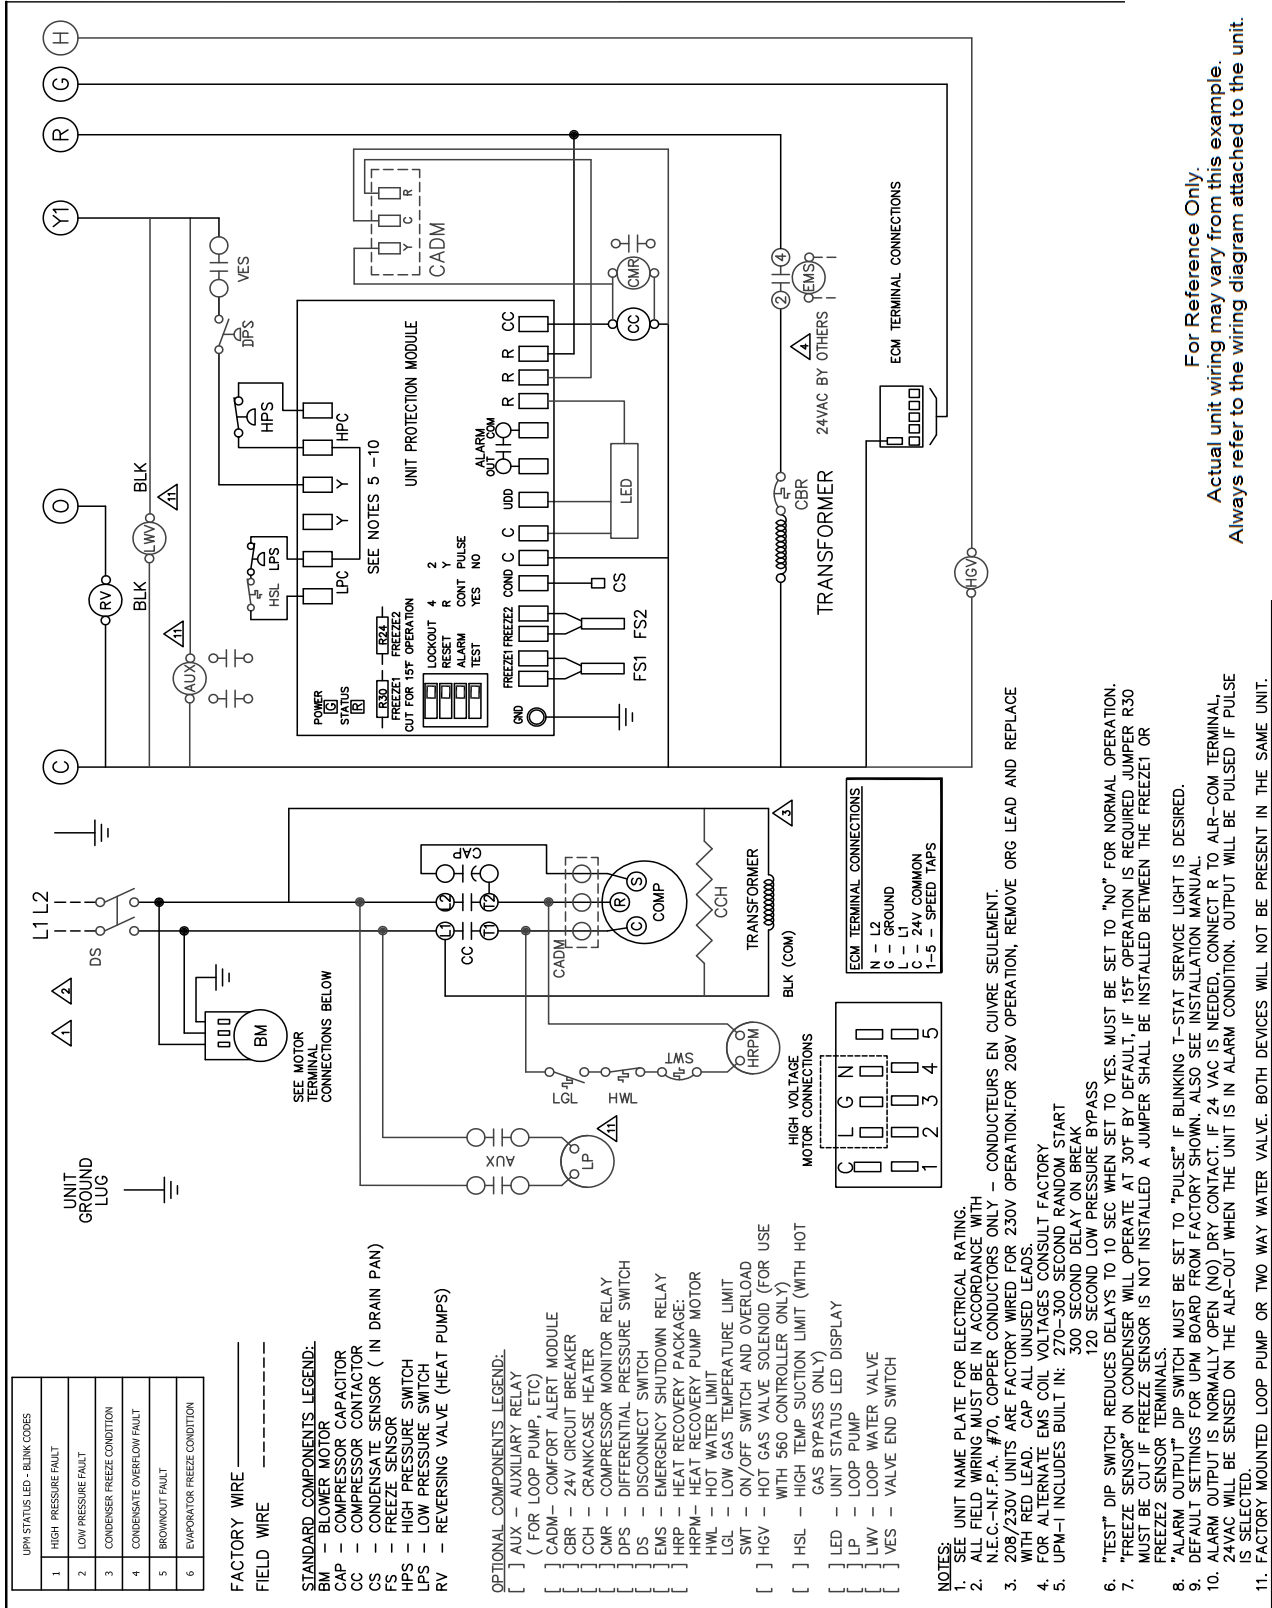 UPM STATUS LED - BLINK CODES
1 HIGH PRESSURE FAULT
2 LOW PRESSURE FAULT
3 CONDENSER FREEZE CONDITION
4 CONDENSATE OVERFLOW FAULT
5 BROWNOUT FAULT
6 EVAPORATOR FREEZE CONDITION
FACTORY WIRE
FIELD WIRE
STANDARD COMPONENTS LEGEND:
BM – BLOWER MOTOR
CAP – COMPRESSOR CAPACITOR
CC – COMPRESSOR CONTACTOR
CS – CONDENSATE SENSOR ( IN DRAIN PAN)
FS – FREEZE SENSOR
HPS – HIGH PRESSURE SWITCH
LPS – LOW PRESSURE SWITCH
RV – REVERSING VALVE (HEAT PUMPS)
OPTIONAL COMPONENTS LEGEND:
[ ] AUX – AUXILIARY RELAY
( FOR LOOP PUMP, ETC)
[ ] CADM– COMFORT ALERT MODULE
[ ] CBR – 24V CIRCUIT BREAKER
[ ] CCH – CRANKCASE HEATER
[ ] CMR – COMPRESSOR MONITOR RELAY
[ ] DPS – DIFFERENTIAL PRESSURE SWITCH
[ ] DS – DISCONNECT SWITCH
[ ] EMS – EMERGENCY SHUTDOWN RELAY
[ ] HRP – HEAT RECOVERY PACKAGE:
HRPM– HEAT RECOVERY PUMP MOTOR
HWL – HOT WATER LIMIT
LGL – LOW GAS TEMPERATURE LIMIT
SWT – ON/OFF SWITCH AND OVERLOAD
[ ] HGV – HOT GAS VALVE SOLENOID (FOR USE
WITH 560 CONTROLLER ONLY)
[ ] HSL – HIGH TEMP SUCTION LIMIT (WITH HOT
GAS BYPASS ONLY)
[ ] LED – UNIT STATUS LED DISPLAY
[ ] LP – LOOP PUMP
[ ] LWV – LOOP WATER VALVE
[ ] VES – VALVE END SWITCH
NOTES:
1. SEE UNIT NAME PLATE FOR ELECTRICAL RATING.
2. ALL FIELD WIRING MUST BE IN ACCORDANCE WITH
N.E.C.–N.F.P.A. #70, COPPER CONDUCTORS ONLY – CONDUCTEURS EN CUIVRE SEULEMENT.
3. 208/230V UNITS ARE FACTORY WIRED FOR 230V OPERATION.FOR 208V OPERATION, REMOVE ORG LEAD AND REPLACE
WITH RED LEAD. CAP ALL UNUSED LEADS.
4. FOR ALTERNATE EMS COIL VOLTAGES CONSULT FACTORY
5. UPM–I INCLUDES BUILT IN: 270–300 SECOND RANDOM START
300 SECOND DELAY ON BREAK
120 SECOND LOW PRESSURE BYPASS
6. "TEST" DIP SWITCH REDUCES DELAYS TO 10 SEC WHEN SET TO YES. MUST BE SET TO "NO" FOR NORMAL OPERATION.
7. "FREEZE SENSOR" ON CONDENSER WILL OPERATE AT 30°F BY DEFAULT, IF 15°F OPERATION IS REQUIRED JUMPER R30
MUST BE CUT IF FREEZE SENSOR IS NOT INSTALLED A JUMPER SHALL BE INSTALLED BETWEEN THE FREEZE1 OR
FREEZE2 SENSOR TERMINALS.
8. "ALARM OUTPUT" DIP SWITCH MUST BE SET TO "PULSE" IF BLINKING T–STAT SERVICE LIGHT IS DESIRED.
9. DEFAULT SETTINGS FOR UPM BOARD FROM FACTORY SHOWN. ALSO SEE INSTALLATION MANUAL.
10. ALARM OUTPUT IS NORMALLY OPEN (NO) DRY CONTACT. IF 24 VAC IS NEEDED, CONNECT R TO ALR–COM TERMINAL,
24VAC WILL BE SENSED ON THE ALR–OUT WHEN THE UNIT IS IN ALARM CONDITION. OUTPUT WILL BE PULSED IF PULSE
IS SELECTED.
11. FACTORY MOUNTED LOOP PUMP OR TWO WAY WATER VALVE. BOTH DEVICES WILL NOT BE PRESENT IN THE SAME UNIT.
UNIT
GROUND
LUG
1
2
L1 L2
DS
BM
SEE MOTOR
TERMINAL
CONNECTIONS BELOW
AUX
LP
11
LGL
HWL
SWT
HRPM
CC
L1
L2
T1
T2
CAP
CADM
C
R
S
COMP
CCH
TRANSFORMER
BLK (COM)
3
HIGH VOLTAGE
MOTOR CONNECTIONS
C L G N
1 2 3 4 5
ECM TERMINAL CONNECTIONS
N – L2
G – GROUND
L – L1
C – 24V COMMON
1–5 – SPEED TAPS
C
O
Y1
R
G
H
RV
BLK
LWV
BLK
11
AUX
11
VES
DPS
HPS
HSL
LPS
LPC
Y
Y
HPC
SEE NOTES 5 –10
UNIT PROTECTION MODULE
POWER
G
STATUS
R
R30
FREEZE1
R24
FREEZE2
CUT FOR 15°F OPERATION
LOCKOUT 4 2
RESET R Y
ALARM CONT PULSE
TEST YES NO
GND
FREEZE1
FREEZE2
COND
C
C
UDD
ALARM
OUT
COM
R
R
R
CC
FS1
FS2
CS
LED
CADM
Y
C
R
CC
CMR
TRANSFORMER
CBR
24VAC BY OTHERS
4
2
4
EMS
ECM TERMINAL CONNECTIONS
HGV
For Reference Only.
Actual unit wiring may vary from this example.
Always refer to the wiring diagram attached to the unit.